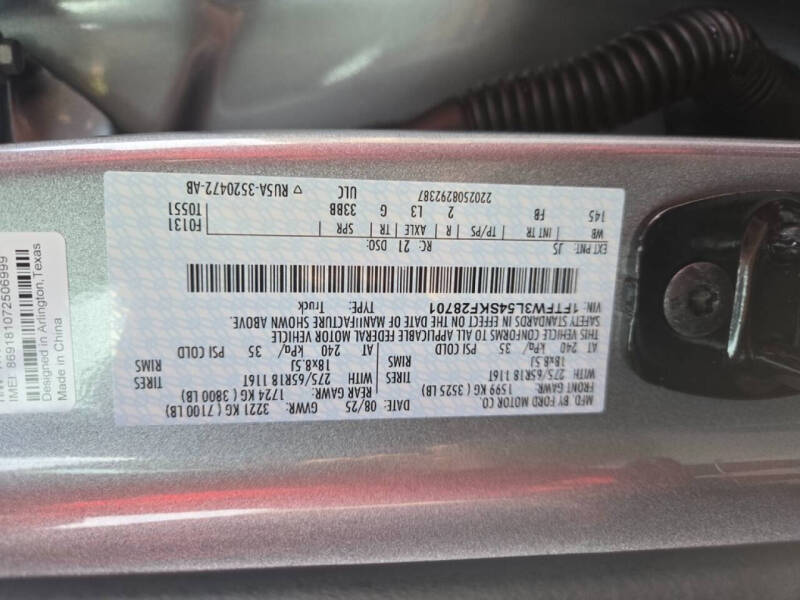 MFD. BY FORD MOTOR CO.
DATE: 08/25 GVWR: 3221 KG ( 7100 LB)
FRONT GAWR: 1599 KG ( 3525 LB)
REAR GAWR: 1724 KG ( 3800 LB)
WITH 275/65R18 116T TIRES
WITH 275/65R18 116T TIRES
18x8.5J RIMS
18x8.5J RIMS
AT 240 kPa/ 35 PSI COLD
AT 240 kPa/ 35 PSI COLD
THIS VEHICLE CONFORMS TO ALL APPLICABLE FEDERAL MOTOR VEHICLE
SAFETY STANDARDS IN EFFECT ON THE DATE OF MANUFACTURE SHOWN ABOVE.
VIN: 1FTFW3L54SKF28701
TYPE: Truck
EXT PNT: JS RC: 21 DSO:
WB INT TR TP/PS R AXLE TR SPR
145 FB 2 L3 G 33BB
F0131
T0551
ULC
2202508292387
▽ RU5A-3520472-AB
IMEI 869181072506999
Designed in Arlington, Texas
Made in China